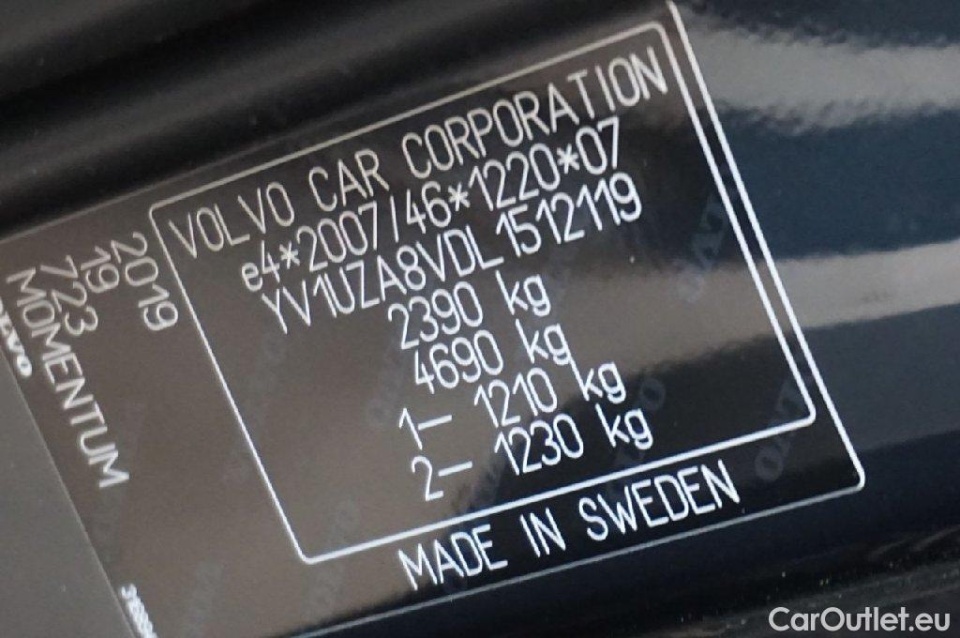 VOLVO CAR CORPORATION
e4*2007/46*1220*07
YV1UZA8VDL1512119
2390 kg
4690 kg
1– 1210 kg
2– 1230 kg
MADE IN SWEDEN
2019
19
723
MOMENTUM
CarOutlet.eu